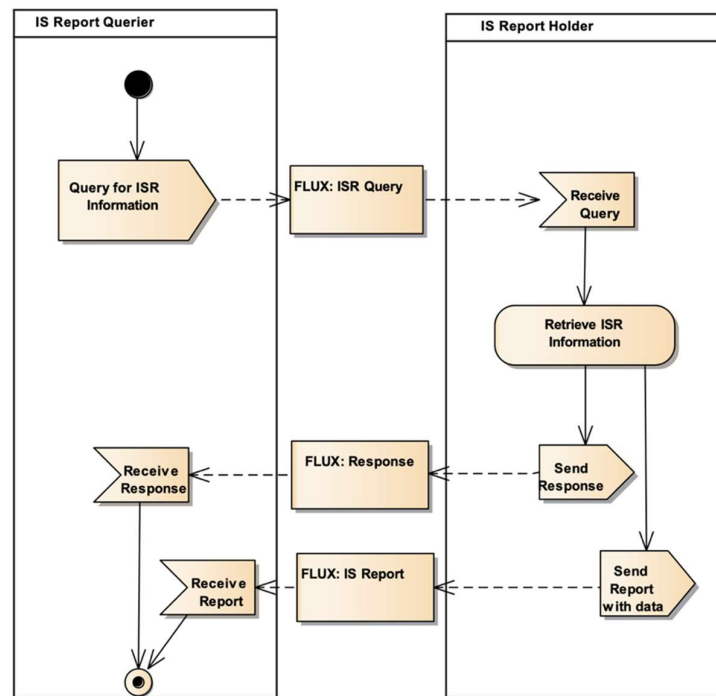 IS Report Querier
IS Report Holder
Query for ISR
Information
FLUX: ISR Query
Receive
Query
Retrieve ISR
Information
Receive
Response
FLUX: Response
Send
Response
Receive
Report
FLUX: IS Report
Send
Report
with data